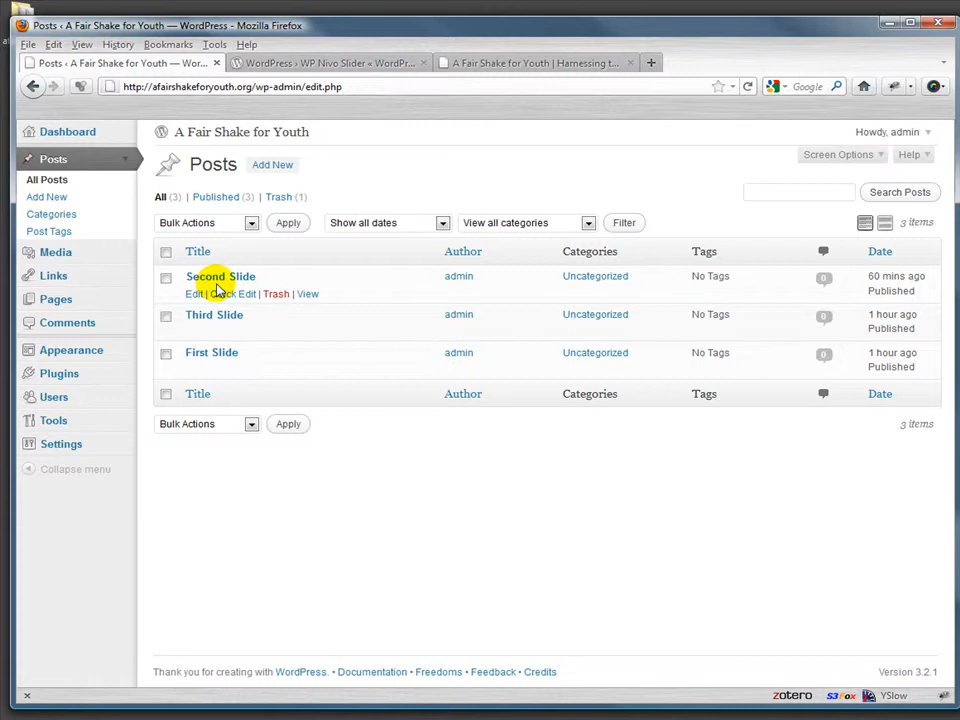 Posts ‹ A Fair Shake for Youth — WordPress - Mozilla Firefox
File Edit View History Bookmarks Tools Help
Posts ‹ A Fair Shake for Youth — Wor... × WordPress › WP Nivo Slider « WordPr... × A Fair Shake for Youth | Harnessing t... × +
afairshakeforyouth.org/wp-admin/edit.php Google
Dashboard
Posts
All Posts
Add New
Categories
Post Tags
Media
Links
Pages
Comments
Appearance
Plugins
Users
Tools
Settings
Collapse menu
A Fair Shake for Youth Howdy, admin
Posts Add New Screen Options Help
All (3) | Published (3) | Trash (1) Search Posts
Bulk Actions Apply Show all dates View all categories Filter 3 items
Title Author Categories Tags Date
Second Slide admin Uncategorized No Tags 0 60 mins ago
Published
Edit | Quick Edit | Trash | View
Third Slide admin Uncategorized No Tags 0 1 hour ago
Published
First Slide admin Uncategorized No Tags 0 1 hour ago
Published
Title Author Categories Tags Date
Bulk Actions Apply 3 items
Thank you for creating with WordPress. • Documentation • Freedoms • Feedback • Credits Version 3.2.1
× zotero S3Fox YSlow